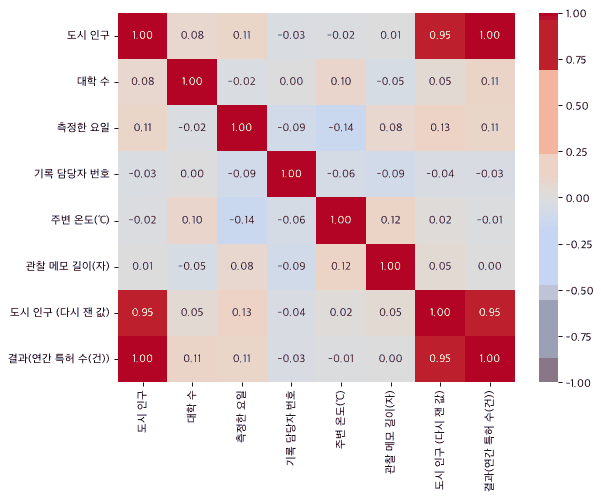 도시 인구 1.00 0.08 0.11 −0.03 −0.02 0.01 0.95 1.00
대학 수 0.08 1.00 −0.02 0.00 0.10 −0.05 0.05 0.11
측정한 요일 0.11 −0.02 1.00 −0.09 −0.14 0.08 0.13 0.11
기록 담당자 번호 −0.03 0.00 −0.09 1.00 −0.06 −0.09 −0.04 −0.03
주변 온도(℃) −0.02 0.10 −0.14 −0.06 1.00 0.12 0.02 −0.01
관찰 메모 길이(자) 0.01 −0.05 0.08 −0.09 0.12 1.00 0.05 0.00
도시 인구 (다시 잰 값) 0.95 0.05 0.13 −0.04 0.02 0.05 1.00 0.95
결과(연간 특허 수(건)) 1.00 0.11 0.11 −0.03 −0.01 0.00 0.95 1.00
도시 인구
대학 수
측정한 요일
기록 담당자 번호
주변 온도(℃)
관찰 메모 길이(자)
도시 인구 (다시 잰 값)
결과(연간 특허 수(건))
1.00
0.75
0.50
0.25
0.00
−0.25
−0.50
−0.75
−1.00